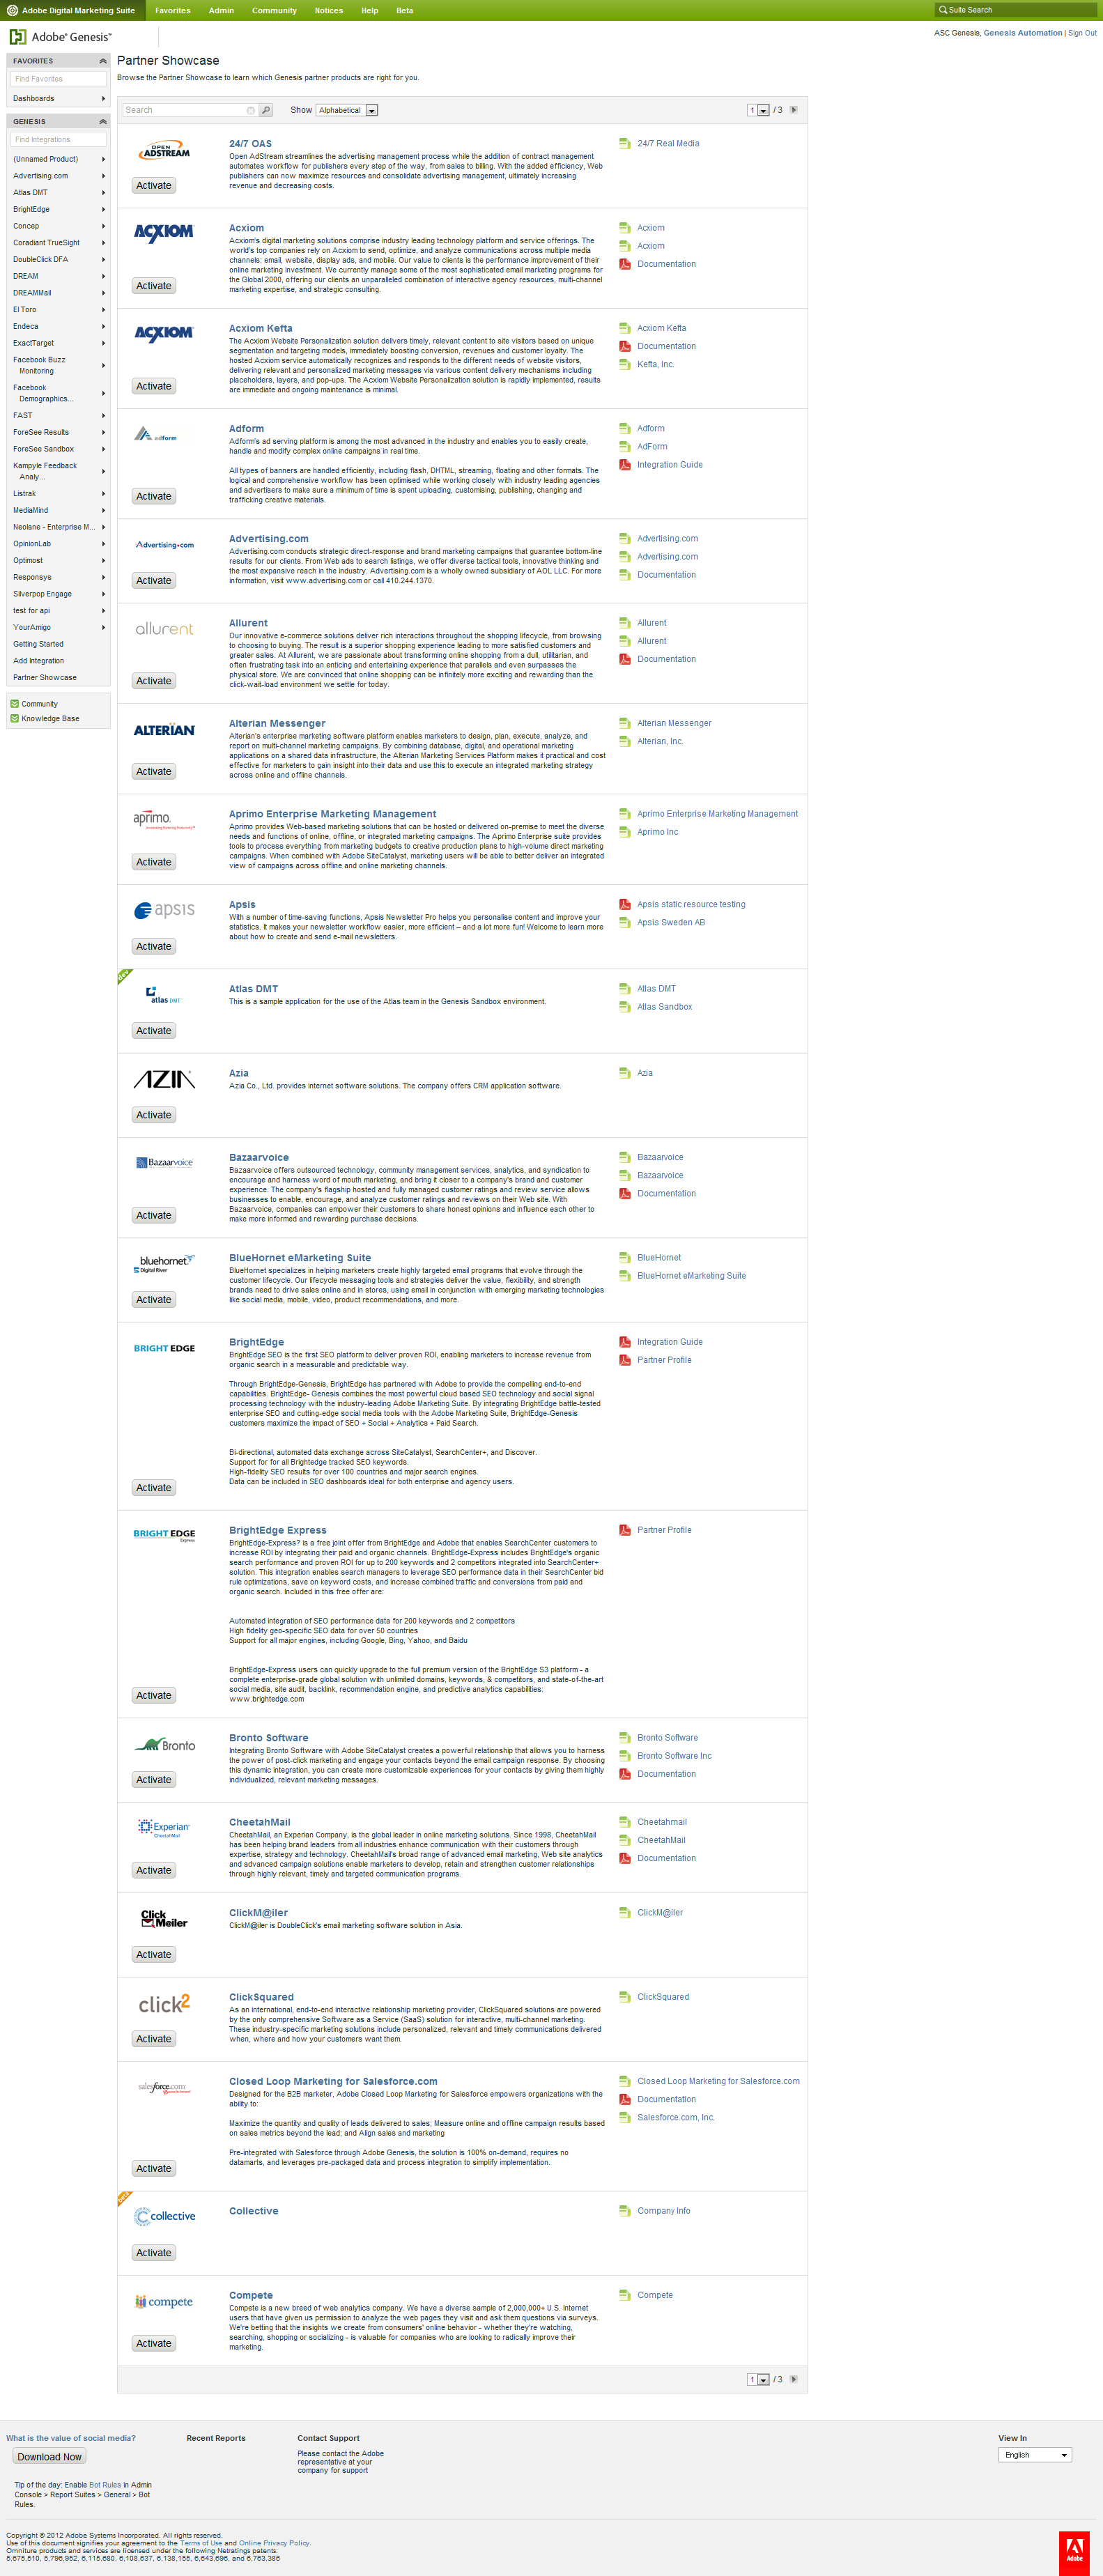 Adobe Digital Marketing Suite Favorites Admin Community Notices Help Beta Suite Search
Adobe® Genesis™
ASC Genesis, Genesis Automation | Sign Out
FAVORITES
Find Favorites
Dashboards
GENESIS
Find Integrations
(Unnamed Product)
Advertising.com
Atlas DMT
BrightEdge
Concep
Coradiant TrueSight
DoubleClick DFA
DREAM
DREAMMail
El Toro
Endeca
ExactTarget
Facebook Buzz
Monitoring
Facebook
Demographics...
FAST
ForeSee Results
ForeSee Sandbox
Kampyle Feedback
Analy...
Listrak
MediaMind
Neolane - Enterprise M...
OpinionLab
Optimost
Responsys
Silverpop Engage
test for api
YourAmigo
Getting Started
Add Integration
Partner Showcase
Community
Knowledge Base
Partner Showcase
Browse the Partner Showcase to learn which Genesis partner products are right for you.
Search Show Alphabetical 1 / 3
OPEN
ADSTREAM
Activate
24/7 OAS
Open AdStream streamlines the advertising management process while the addition of contract management
automates workflow for publishers every step of the way, from sales to billing. With the added efficiency, Web
publishers can now maximize resources and consolidate advertising management, ultimately increasing
revenue and decreasing costs.
24/7 Real Media
ACXIOM
Activate
Acxiom
Acxiom's digital marketing solutions comprise industry leading technology platform and service offerings. The
world's top companies rely on Acxiom to send, optimize, and analyze communications across multiple media
channels: email, website, display ads, and mobile. Our value to clients is the performance improvement of their
online marketing investment. We currently manage some of the most sophisticated email marketing programs for
the Global 2000, offering our clients an unparalleled combination of interactive agency resources, multi-channel
marketing expertise, and strategic consulting.
Acxiom
Acxiom
Documentation
ACXIOM
Activate
Acxiom Kefta
The Acxiom Website Personalization solution delivers timely, relevant content to site visitors based on unique
segmentation and targeting models, immediately boosting conversion, revenues and customer loyalty. The
hosted Acxiom service automatically recognizes and responds to the different needs of website visitors,
delivering relevant and personalized marketing messages via various content delivery mechanisms including
placeholders, layers, and pop-ups. The Acxiom Website Personalization solution is rapidly implemented, results
are immediate and ongoing maintenance is minimal.
Acxiom Kefta
Documentation
Kefta, Inc.
adform
Activate
Adform
Adform's ad serving platform is among the most advanced in the industry and enables you to easily create,
handle and modify complex online campaigns in real time.
All types of banners are handled efficiently, including flash, DHTML, streaming, floating and other formats. The
logical and comprehensive workflow has been optimised while working closely with industry leading agencies
and advertisers to make sure a minimum of time is spent uploading, customising, publishing, changing and
trafficking creative materials.
Adform
AdForm
Integration Guide
Advertising.com
Activate
Advertising.com
Advertising.com conducts strategic direct-response and brand marketing campaigns that guarantee bottom-line
results for our clients. From Web ads to search listings, we offer diverse tactical tools, innovative thinking and
the most expansive reach in the industry. Advertising.com is a wholly owned subsidiary of AOL LLC. For more
information, visit www.advertising.com or call 410.244.1370.
Advertising.com
Advertising.com
Documentation
allurent
Activate
Allurent
Our innovative e-commerce solutions deliver rich interactions throughout the shopping lifecycle, from browsing
to choosing to buying. The result is a superior shopping experience leading to more satisfied customers and
greater sales. At Allurent, we are passionate about transforming online shopping from a dull, utilitarian, and
often frustrating task into an enticing and entertaining experience that parallels and even surpasses the
physical store. We are convinced that online shopping can be infinitely more exciting and rewarding than the
click-wait-load environment we settle for today.
Allurent
Allurent
Documentation
ALTERIAN
Activate
Alterian Messenger
Alterian's enterprise marketing software platform enables marketers to design, plan, execute, analyze, and
report on multi-channel marketing campaigns. By combining database, digital, and operational marketing
applications on a shared data infrastructure, the Alterian Marketing Services Platform makes it practical and cost
effective for marketers to gain insight into their data and use this to execute an integrated marketing strategy
across online and offline channels.
Alterian Messenger
Alterian, Inc.
aprimo.
Activate
Aprimo Enterprise Marketing Management
Aprimo provides Web-based marketing solutions that can be hosted or delivered on-premise to meet the diverse
needs and functions of online, offline, or integrated marketing campaigns. The Aprimo Enterprise suite provides
tools to process everything from marketing budgets to creative production plans to high-volume direct marketing
campaigns. When combined with Adobe SiteCatalyst, marketing users will be able to better deliver an integrated
view of campaigns across offline and online marketing channels.
Aprimo Enterprise Marketing Management
Aprimo Inc
apsis
Activate
Apsis
With a number of time-saving functions, Apsis Newsletter Pro helps you personalise content and improve your
statistics. It makes your newsletter workflow easier, more efficient – and a lot more fun! Welcome to learn more
about how to create and send e-mail newsletters.
Apsis static resource testing
Apsis Sweden AB
atlas DMT
Activate
Atlas DMT
This is a sample application for the use of the Atlas team in the Genesis Sandbox environment.
Atlas DMT
Atlas Sandbox
AZIA
Activate
Azia
Azia Co., Ltd. provides internet software solutions. The company offers CRM application software.
Azia
Bazaarvoice
Activate
Bazaarvoice
Bazaarvoice offers outsourced technology, community management services, analytics, and syndication to
encourage and harness word of mouth marketing, and bring it closer to a company's brand and customer
experience. The company's flagship hosted and fully managed customer ratings and review service allows
businesses to enable, encourage, and analyze customer ratings and reviews on their Web site. With
Bazaarvoice, companies can empower their customers to share honest opinions and influence each other to
make more informed and rewarding purchase decisions.
Bazaarvoice
Bazaarvoice
Documentation
bluehornet
Digital River
Activate
BlueHornet eMarketing Suite
BlueHornet specializes in helping marketers create highly targeted email programs that evolve through the
customer lifecycle. Our lifecycle messaging tools and strategies deliver the value, flexibility, and strength
brands need to drive sales online and in stores, using email in conjunction with emerging marketing technologies
like social media, mobile, video, product recommendations, and more.
BlueHornet
BlueHornet eMarketing Suite
BRIGHT EDGE
Activate
BrightEdge
BrightEdge SEO is the first SEO platform to deliver proven ROI, enabling marketers to increase revenue from
organic search in a measurable and predictable way.
Through BrightEdge-Genesis, BrightEdge has partnered with Adobe to provide the compelling end-to-end
capabilities. BrightEdge- Genesis combines the most powerful cloud based SEO technology and social signal
processing technology with the industry-leading Adobe Marketing Suite. By integrating BrightEdge battle-tested
enterprise SEO and cutting-edge social media tools with the Adobe Marketing Suite, BrightEdge-Genesis
customers maximize the impact of SEO + Social + Analytics + Paid Search.
Bi-directional, automated data exchange across SiteCatalyst, SearchCenter+, and Discover.
Support for for all Brightedge tracked SEO keywords.
High-fidelity SEO results for over 100 countries and major search engines.
Data can be included in SEO dashboards ideal for both enterprise and agency users.
Integration Guide
Partner Profile
BRIGHT EDGE
Express
Activate
BrightEdge Express
BrightEdge-Express? is a free joint offer from BrightEdge and Adobe that enables SearchCenter customers to
increase ROI by integrating their paid and organic channels. BrightEdge-Express includes BrightEdge's organic
search performance and proven ROI for up to 200 keywords and 2 competitors integrated into SearchCenter+
solution. This integration enables search managers to leverage SEO performance data in their SearchCenter bid
rule optimizations, save on keyword costs, and increase combined traffic and conversions from paid and
organic search. Included in this free offer are:
Automated integration of SEO performance data for 200 keywords and 2 competitors
High fidelity geo-specific SEO data for over 50 countries
Support for all major engines, including Google, Bing, Yahoo, and Baidu
BrightEdge-Express users can quickly upgrade to the full premium version of the BrightEdge S3 platform - a
complete enterprise-grade global solution with unlimited domains, keywords, & competitors, and state-of-the-art
social media, site audit, backlink, recommendation engine, and predictive analytics capabilities:
www.brightedge.com
Partner Profile
Bronto
Activate
Bronto Software
Integrating Bronto Software with Adobe SiteCatalyst creates a powerful relationship that allows you to harness
the power of post-click marketing and engage your contacts beyond the email campaign response. By choosing
this dynamic integration, you can create more customizable experiences for your contacts by giving them highly
individualized, relevant marketing messages.
Bronto Software
Bronto Software Inc
Documentation
Experian
CheetahMail
Activate
CheetahMail
CheetahMail, an Experian Company, is the global leader in online marketing solutions. Since 1998, CheetahMail
has been helping brand leaders from all industries enhance communication with their customers through
expertise, strategy and technology. CheetahMail's broad range of advanced email marketing, Web site analytics
and advanced campaign solutions enable marketers to develop, retain and strengthen customer relationships
through highly relevant, timely and targeted communication programs.
Cheetahmail
CheetahMail
Documentation
Click
Mailer
Activate
ClickM@iler
ClickM@iler is DoubleClick's email marketing software solution in Asia.
ClickM@iler
click2
Activate
ClickSquared
As an international, end-to-end interactive relationship marketing provider, ClickSquared solutions are powered
by the only comprehensive Software as a Service (SaaS) solution for interactive, multi-channel marketing.
These industry-specific marketing solutions include personalized, relevant and timely communications delivered
when, where and how your customers want them.
ClickSquared
salesforce.com
Activate
Closed Loop Marketing for Salesforce.com
Designed for the B2B marketer, Adobe Closed Loop Marketing for Salesforce empowers organizations with the
ability to:
Maximize the quantity and quality of leads delivered to sales; Measure online and offline campaign results based
on sales metrics beyond the lead; and Align sales and marketing
Pre-integrated with Salesforce through Adobe Genesis, the solution is 100% on-demand, requires no
datamarts, and leverages pre-packaged data and process integration to simplify implementation.
Closed Loop Marketing for Salesforce.com
Documentation
Salesforce.com, Inc.
collective
Activate
Collective
Company Info
compete
Activate
Compete
Compete is a new breed of web analytics company. We have a diverse sample of 2,000,000+ U.S. Internet
users that have given us permission to analyze the web pages they visit and ask them questions via surveys.
We're betting that the insights we create from consumers' online behavior - whether they're watching,
searching, shopping or socializing - is valuable for companies who are looking to radically improve their
marketing.
Compete
1 / 3
What is the value of social media?
Download Now
Tip of the day: Enable Bot Rules in Admin
Console > Report Suites > General > Bot
Rules.
Recent Reports
Contact Support
Please contact the Adobe
representative at your
company for support
View In
English
Copyright © 2012 Adobe Systems Incorporated. All rights reserved.
Use of this document signifies your agreement to the Terms of Use and Online Privacy Policy.
Omniture products and services are licensed under the following Netratings patents:
5,675,510, 5,796,952, 6,115,680, 6,108,637, 6,138,155, 6,643,696, and 6,763,386
Adobe